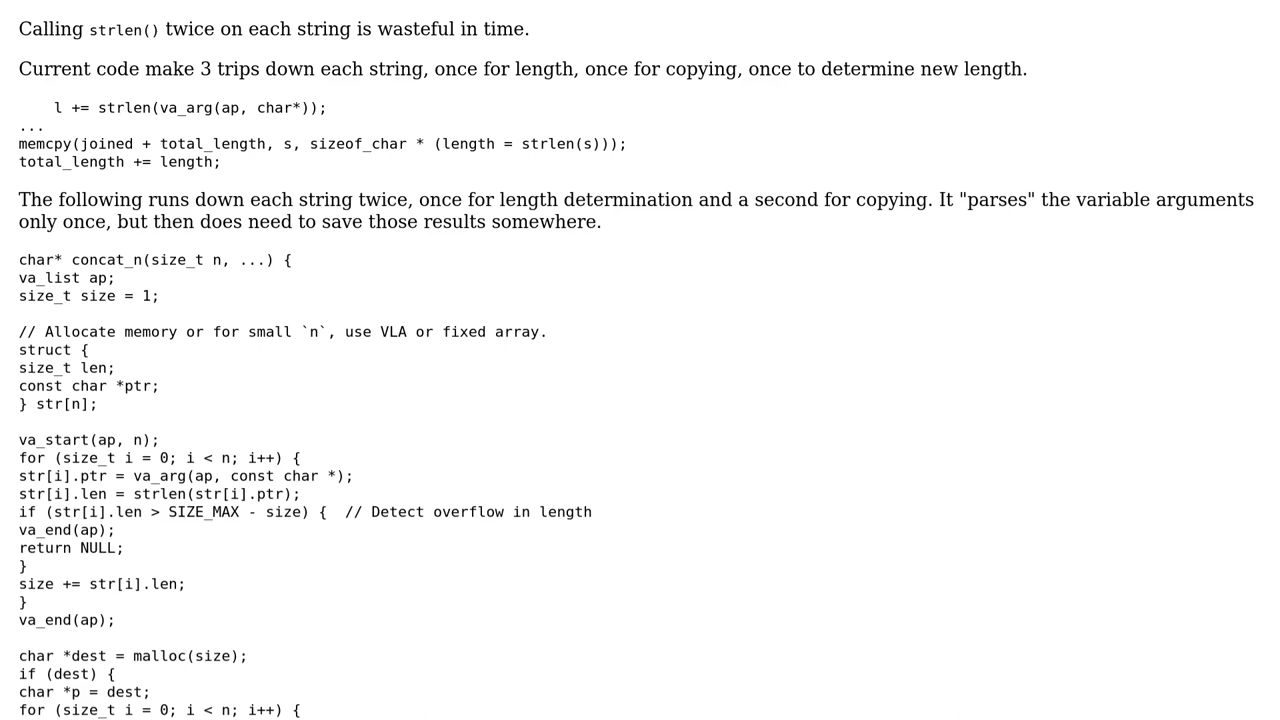 Calling strlen() twice on each string is wasteful in time.
Current code make 3 trips down each string, once for length, once for copying, once to determine new length.
    l += strlen(va_arg(ap, char*));
...
memcpy(joined + total_length, s, sizeof_char * (length = strlen(s)));
total_length += length;
The following runs down each string twice, once for length determination and a second for copying. It "parses" the variable arguments
only once, but then does need to save those results somewhere.
char* concat_n(size_t n, ...) {
va_list ap;
size_t size = 1;

// Allocate memory or for small `n`, use VLA or fixed array.
struct {
size_t len;
const char *ptr;
} str[n];

va_start(ap, n);
for (size_t i = 0; i < n; i++) {
str[i].ptr = va_arg(ap, const char *);
str[i].len = strlen(str[i].ptr);
if (str[i].len > SIZE_MAX - size) {  // Detect overflow in length
va_end(ap);
return NULL;
}
size += str[i].len;
}
va_end(ap);

char *dest = malloc(size);
if (dest) {
char *p = dest;
for (size_t i = 0; i < n; i++) {